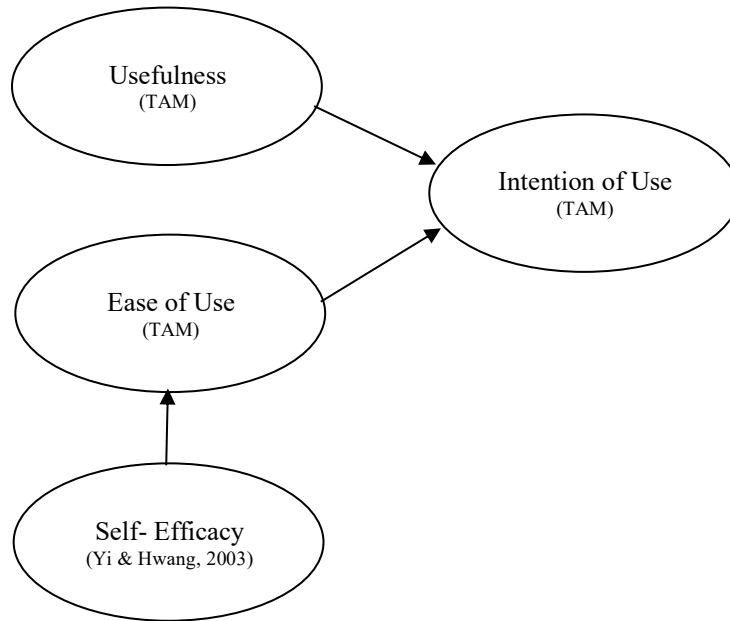 Usefulness
(TAM)
Intention of Use
(TAM)
Ease of Use
(TAM)
Self- Efficacy
(Yi & Hwang, 2003)